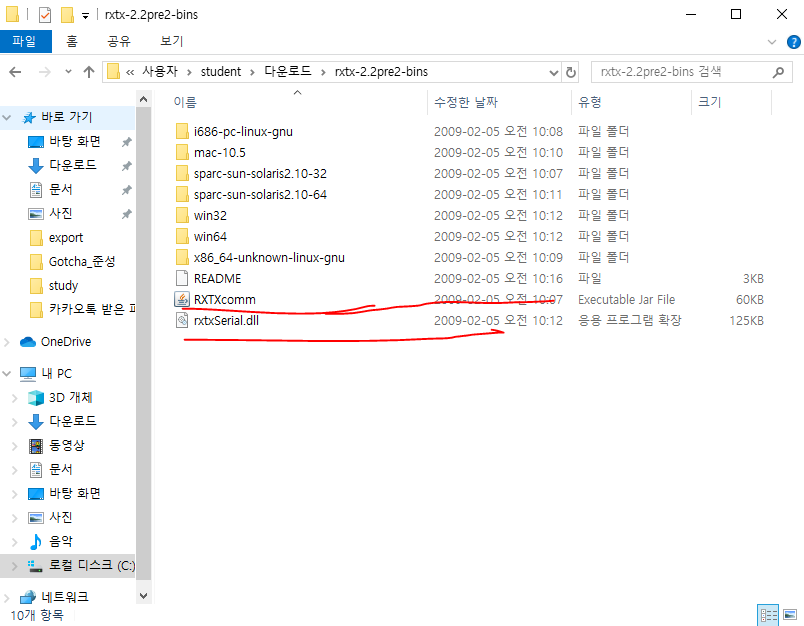 rxtx-2.2pre2-bins
파일 홈 공유 보기
« 사용자 › student › 다운로드 › rxtx-2.2pre2-bins
rxtx-2.2pre2-bins 검색
이름 수정한 날짜 유형 크기
바로 가기
바탕 화면
다운로드
문서
사진
export
Gotcha_준성
study
카카오톡 받은 파
OneDrive
내 PC
3D 개체
다운로드
동영상
문서
바탕 화면
사진
음악
로컬 디스크 (C:)
네트워크
i686-pc-linux-gnu 2009-02-05 오전 10:08 파일 폴더
mac-10.5 2009-02-05 오전 10:10 파일 폴더
sparc-sun-solaris2.10-32 2009-02-05 오전 10:07 파일 폴더
sparc-sun-solaris2.10-64 2009-02-05 오전 10:11 파일 폴더
win32 2009-02-05 오전 10:12 파일 폴더
win64 2009-02-05 오전 10:12 파일 폴더
x86_64-unknown-linux-gnu 2009-02-05 오전 10:09 파일 폴더
README 2009-02-05 오전 10:16 파일 3KB
RXTXcomm 2009-02-05 오전 10:07 Executable Jar File 60KB
rxtxSerial.dll 2009-02-05 오전 10:12 응용 프로그램 확장 125KB
10개 항목